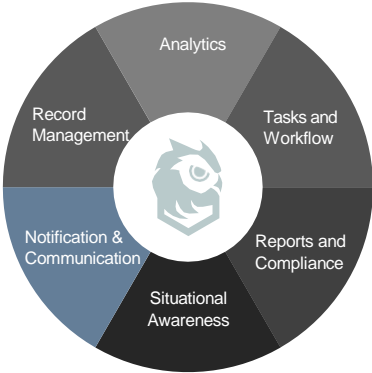 Analytics
Tasks and
Workflow
Reports and
Compliance
Situational
Awareness
Notification &
Communication
Record
Management